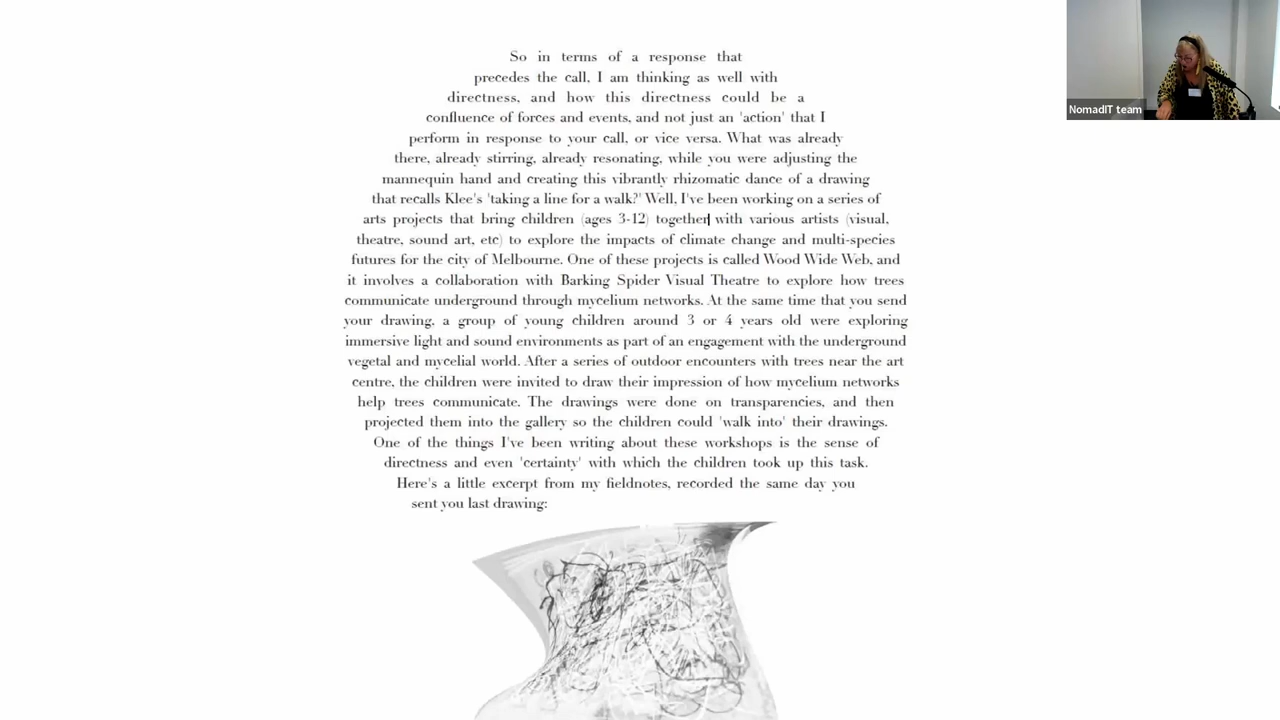 So in terms of a response that
precedes the call, I am thinking as well with
directness, and how this directness could be a
confluence of forces and events, and not just an 'action' that I
perform in response to your call, or vice versa. What was already
there, already stirring, already resonating, while you were adjusting the
mannequin hand and creating this vibrantly rhizomatic dance of a drawing
that recalls Klee's 'taking a line for a walk?' Well, I've been working on a series of
arts projects that bring children (ages 3-12) together with various artists (visual,
theatre, sound art, etc) to explore the impacts of climate change and multi-species
futures for the city of Melbourne. One of these projects is called Wood Wide Web, and
it involves a collaboration with Barking Spider Visual Theatre to explore how trees
communicate underground through mycelium networks. At the same time that you send
your drawing, a group of young children around 3 or 4 years old were exploring
immersive light and sound environments as part of an engagement with the underground
vegetal and mycelial world. After a series of outdoor encounters with trees near the art
centre, the children were invited to draw their impression of how mycelium networks
help trees communicate. The drawings were done on transparencies, and then
projected them into the gallery so the children could 'walk into' their drawings.
One of the things I've been writing about these workshops is the sense of
directness and even 'certainty' with which the children took up this task.
Here's a little excerpt from my fieldnotes, recorded the same day you
sent you last drawing:
NomadIT team